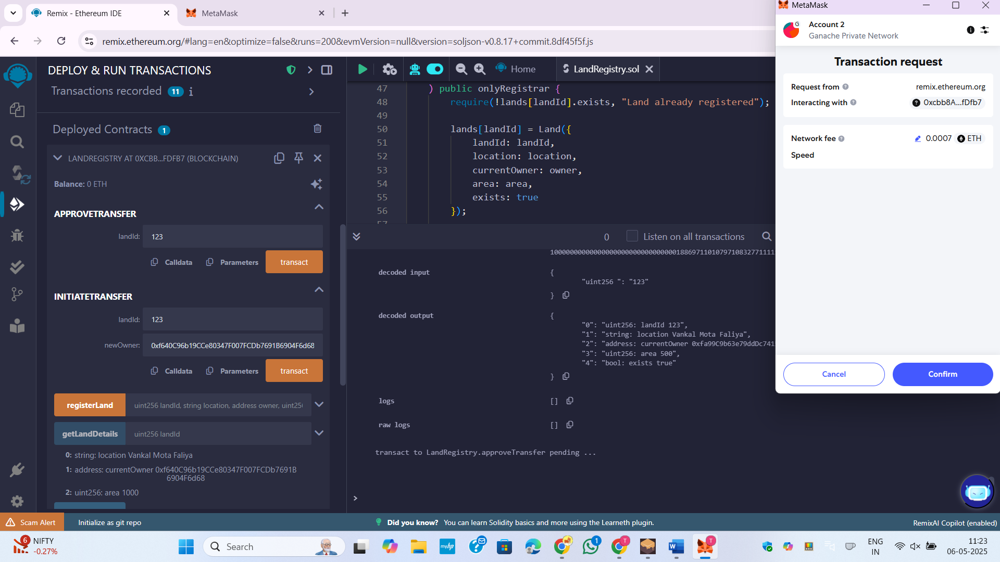 Remix - Ethereum IDE
MetaMask
remix.ethereum.org/#lang=en&optimize=false&runs=200&evmVersion=null&version=soljson-v0.8.17+commit.8df45f5f.js
DEPLOY & RUN TRANSACTIONS
Transactions recorded 11 i
Deployed Contracts 1
LANDREGISTRY AT 0XCBB...FDFB7 (BLOCKCHAIN)
Balance: 0 ETH
APPROVETRANSFER
landId: 123
Calldata Parameters transact
INITIATETRANSFER
landId: 123
newOwner: 0xf640C96b19CCe80347F007FCDb7691B6904F6d68
Calldata Parameters transact
registerLand uint256 landId, string location, address owner, uint25
getLandDetails uint256 landId
0: string: location Vankal Mota Faliya
1: address: currentOwner 0xf640C96b19CCe80347F007FCDb7691B
6904F6d68
2: uint256: area 1000
Home LandRegistry.sol
47 ) public onlyRegistrar {
48 require(!lands[landId].exists, "Land already registered");
49
50 lands[landId] = Land({
51 landId: landId,
52 location: location,
53 currentOwner: owner,
54 area: area,
55 exists: true
56 });
57
0 Listen on all transactions
decoded input {
"uint256 ": "123"
}
decoded output {
"0": "uint256: landId 123",
"1": "string: location Vankal Mota Faliya",
"2": "address: currentOwner 0xfa99C9b63e79ddDc741
"3": "uint256: area 500",
"4": "bool: exists true"
}
logs []
raw logs []
transact to LandRegistry.approveTransfer pending ...
>
MetaMask
G Account 2
Ganache Private Network
Transaction request
Request from remix.ethereum.org
Interacting with 0xcbb8A...fDfb7
Network fee 0.0007 ETH
Speed
Cancel Confirm
Scam Alert Initialize as git repo
Did you know? You can learn Solidity basics and more using the Learneth plugin.
RemixAI Copilot (enabled)
6 NIFTY
-0.27%
Search
myhp
1
T
W
T
ENG
IN
11:23
06-05-2025